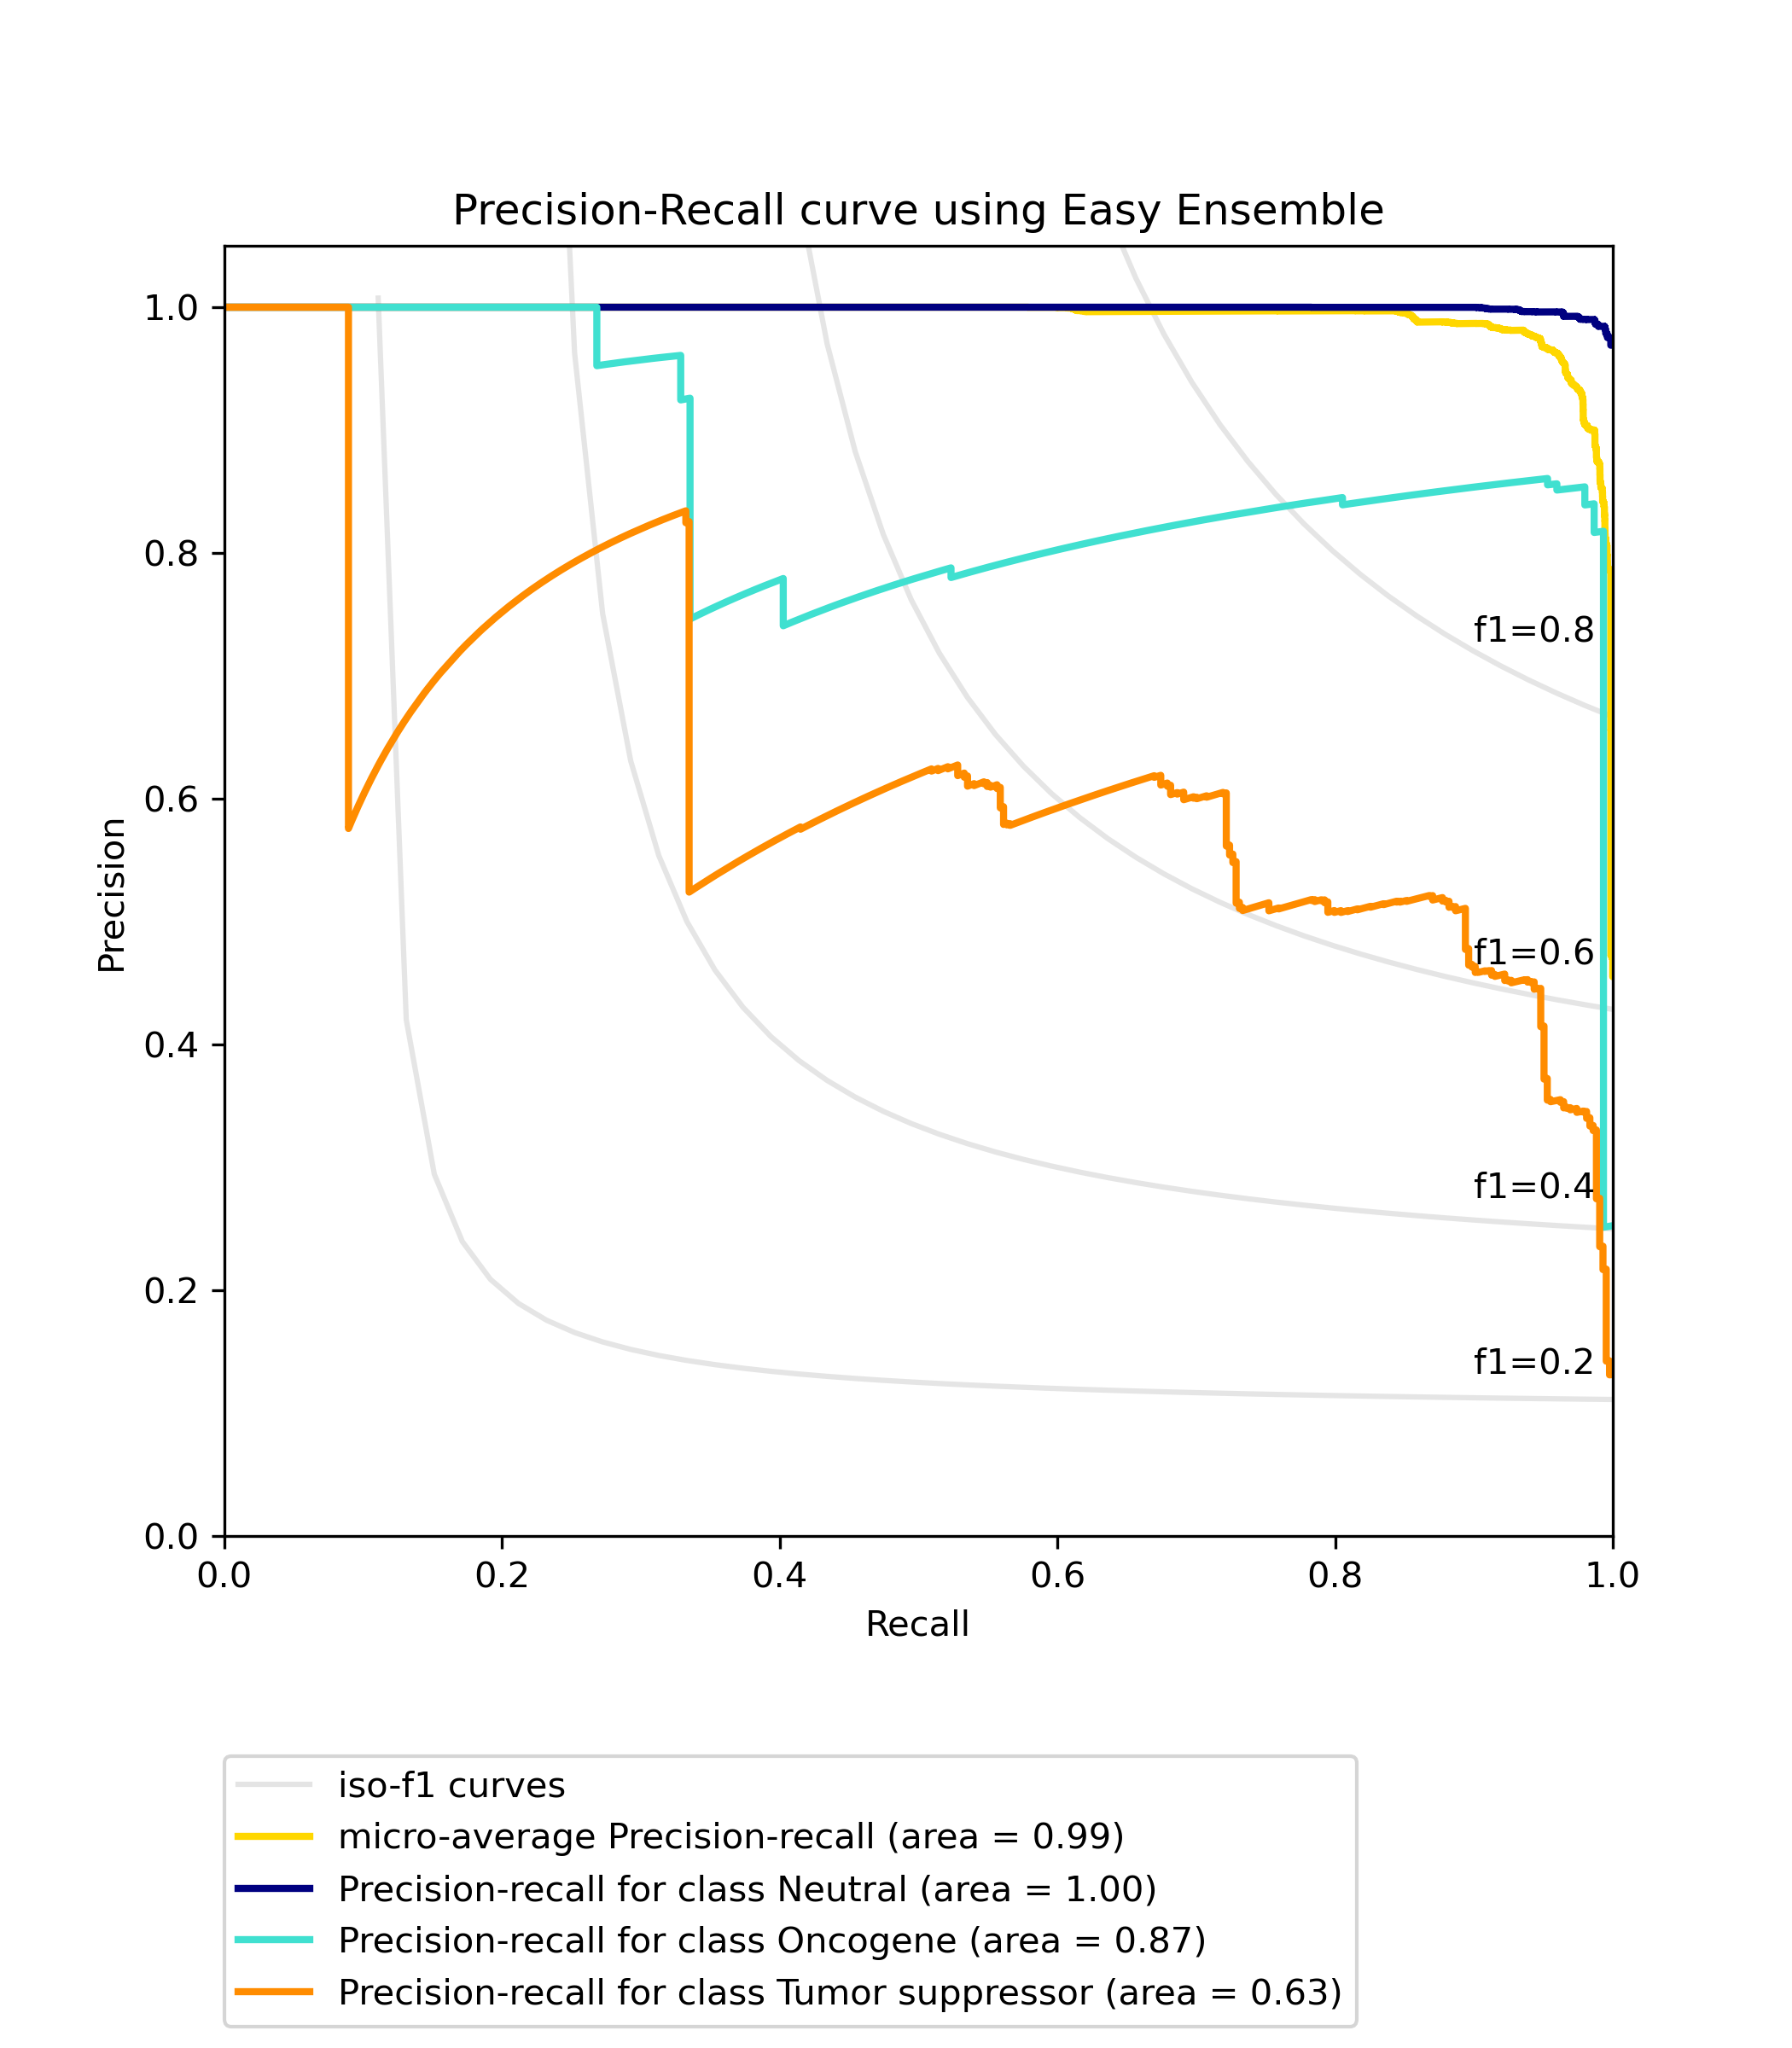 Precision-Recall curve using Easy Ensemble
1.0
0.8
0.6
0.4
0.2
0.0
Precision
f1=0.8
f1=0.6
f1=0.4
f1=0.2
0.0 0.2 0.4 0.6 0.8 1.0
Recall
iso-f1 curves
micro-average Precision-recall (area = 0.99)
Precision-recall for class Neutral (area = 1.00)
Precision-recall for class Oncogene (area = 0.87)
Precision-recall for class Tumor suppressor (area = 0.63)